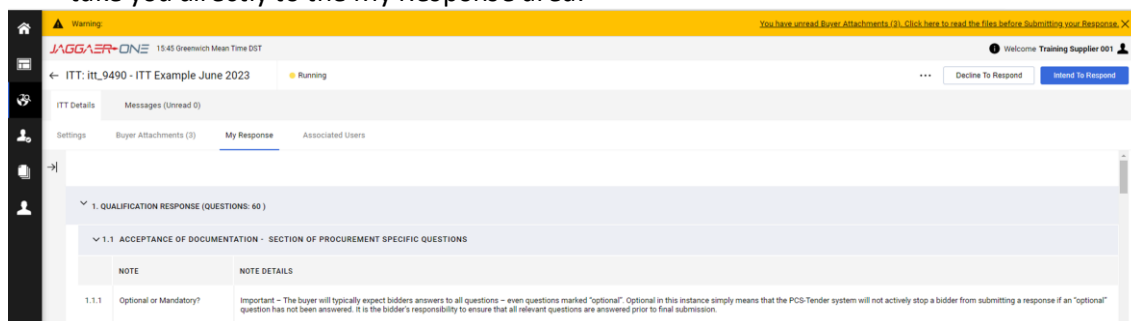 take you directly to the My Response area.
Warning:
You have unread Buyer Attachments (3). Click here to read the files before Submitting your Response.
JAGGAER+ONE 15:45 Greenwich Mean Time DST
Welcome Training Supplier 001
← ITT: itt_9490 - ITT Example June 2023 Running
... Decline To Respond Intend To Respond
ITT Details Messages (Unread 0)
Settings Buyer Attachments (3) My Response Associated Users
1. QUALIFICATION RESPONSE (QUESTIONS: 60 )
1.1 ACCEPTANCE OF DOCUMENTATION - SECTION OF PROCUREMENT SPECIFIC QUESTIONS
NOTE NOTE DETAILS
1.1.1 Optional or Mandatory? Important – The buyer will typically expect bidders answers to all questions – even questions marked "optional". Optional in this instance simply means that the PCS-Tender system will not actively stop a bidder from submitting a response if an "optional"
question has not been answered. It is the bidder's responsibility to ensure that all relevant questions are answered prior to final submission.